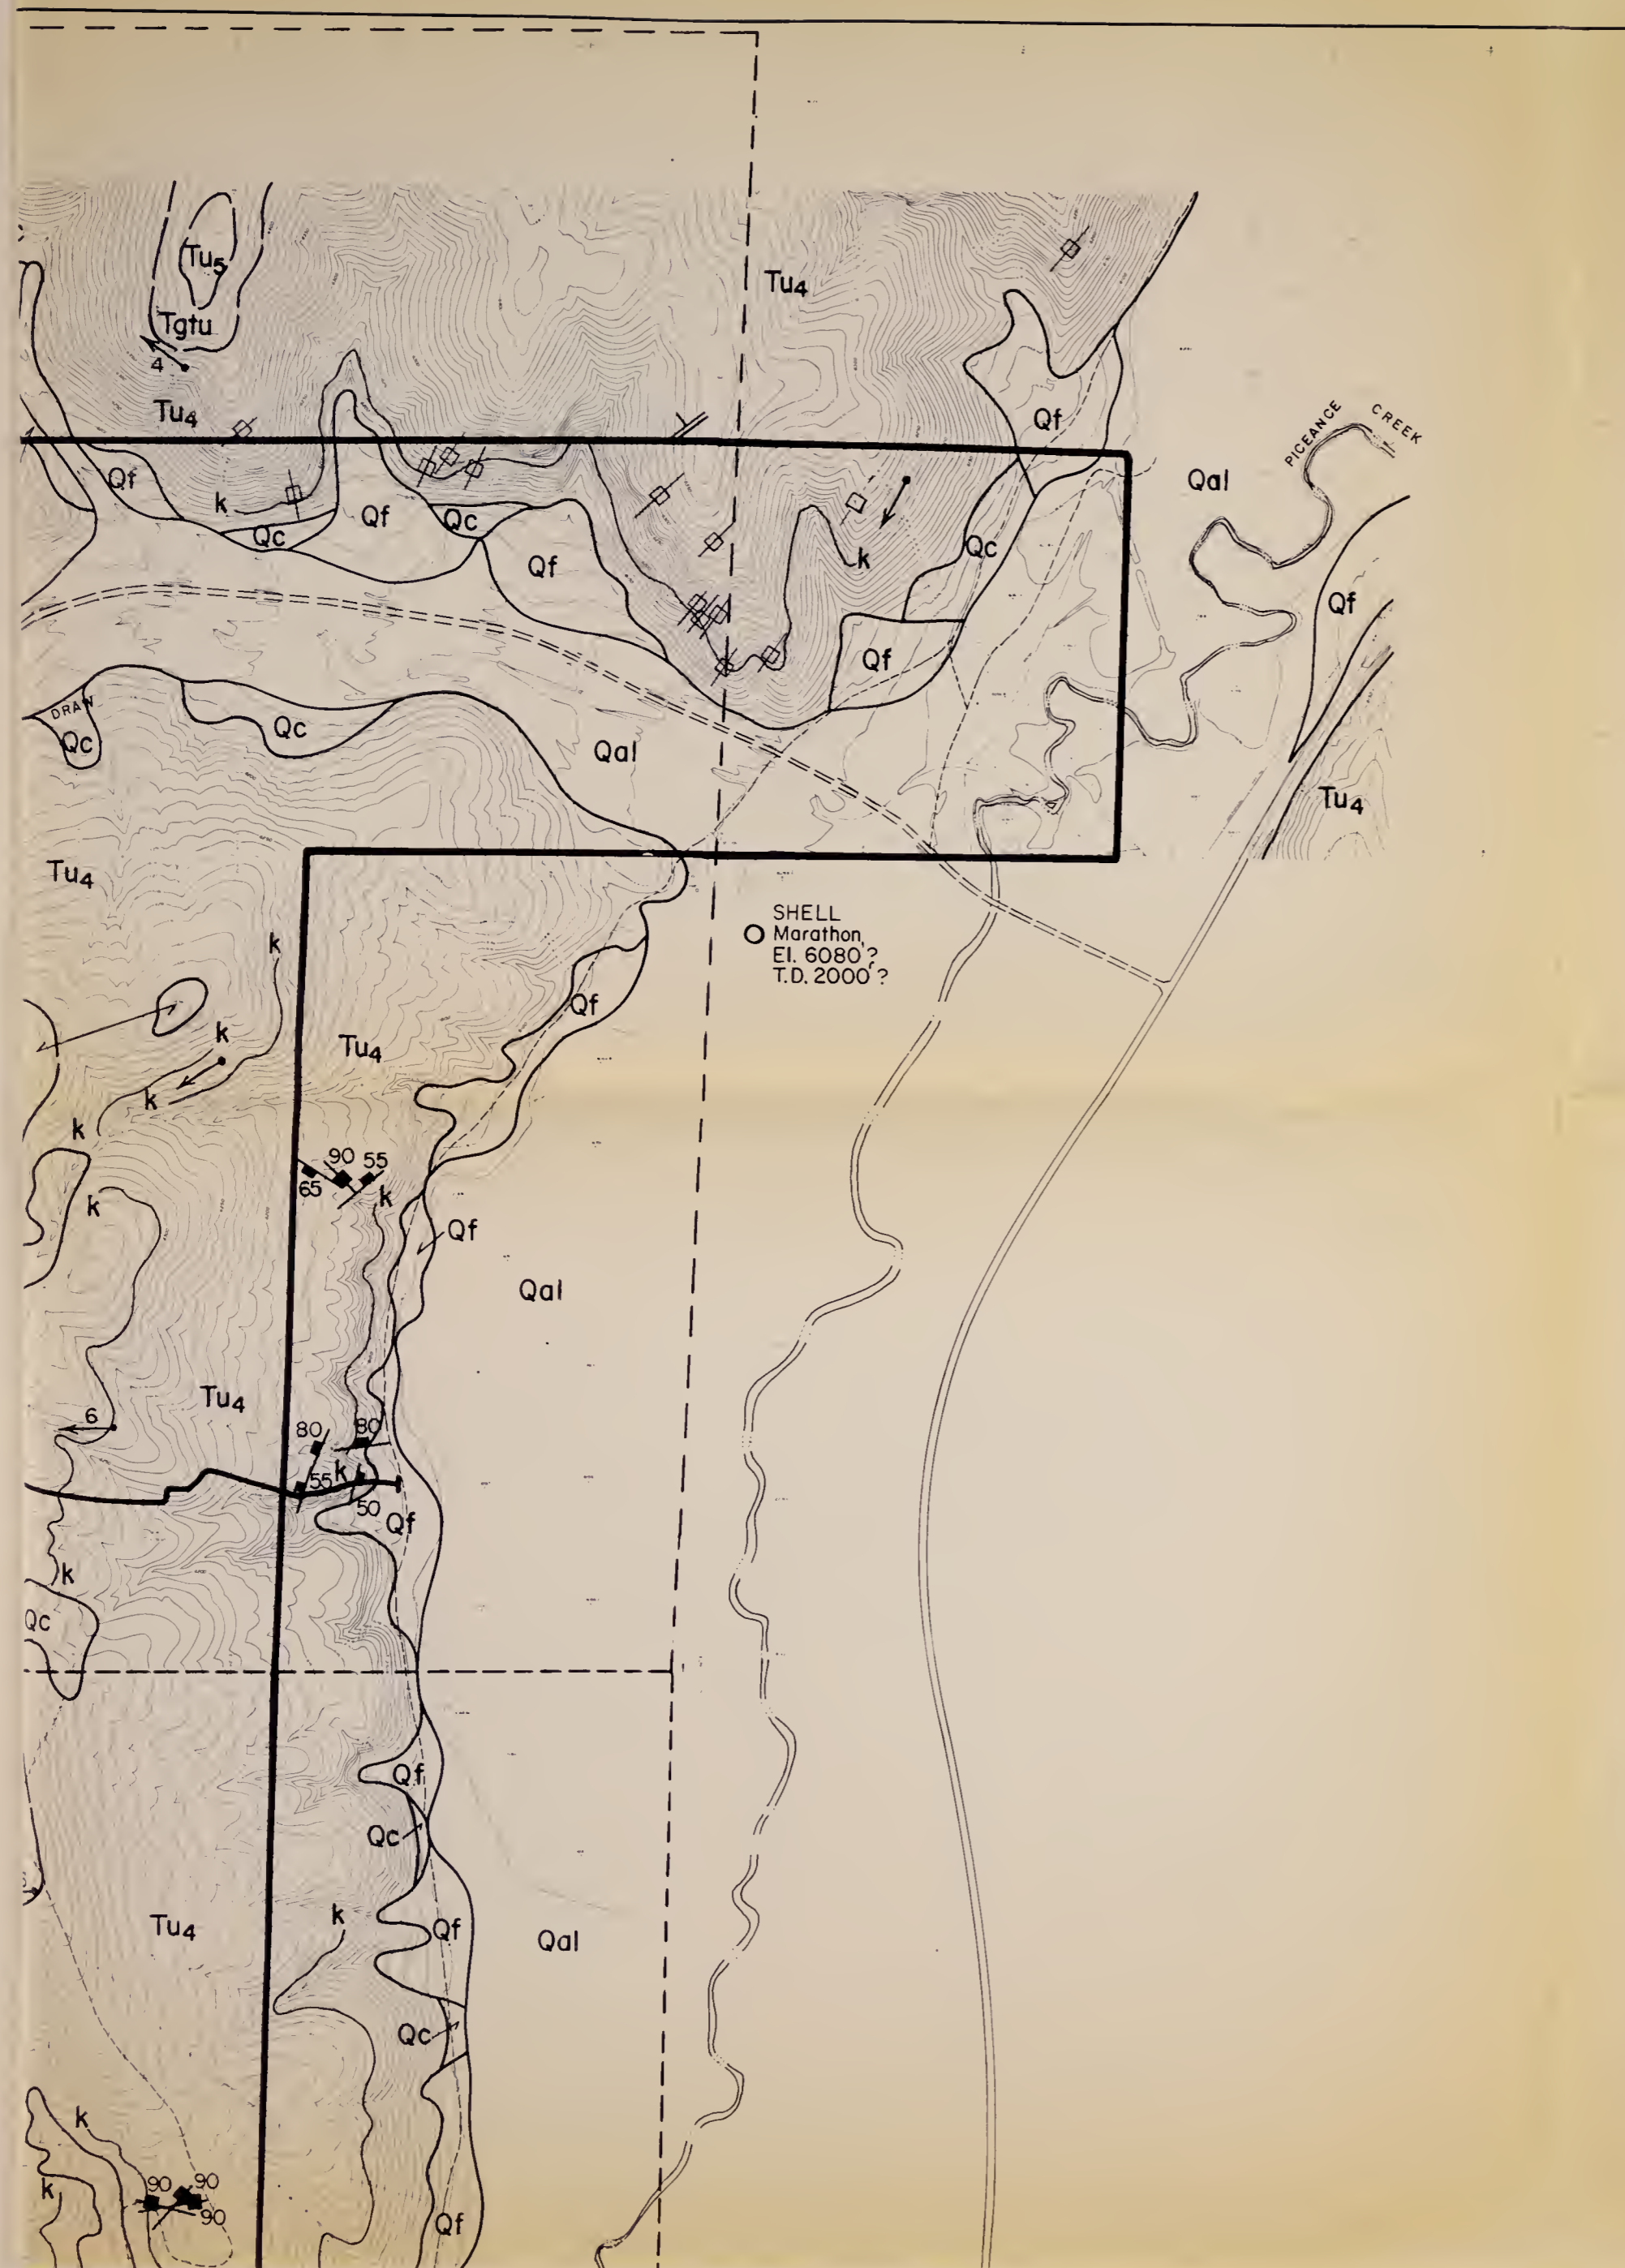 Tu5
Tu4
Tgtu
4
Tu4
Qf
PICEANCE
CREEK
Qf
k
Qf
Qc
Qc
Qal
Qf
k
Qc
Qf
Qf
DRAW
Qc
Qc
Qal
Tu4
Tu4
k
SHELL
Marathon,
El. 6080'?
T.D. 2000'?
Qf
k
Tu4
k
k
90
55
65
k
k
Qf
Qal
Tu4
6
80
80
55
k
50
Qf
k
Qc
Qf
Qc
k
Tu4
Qf
Qal
Qc
k
k
90
90
90
Qf